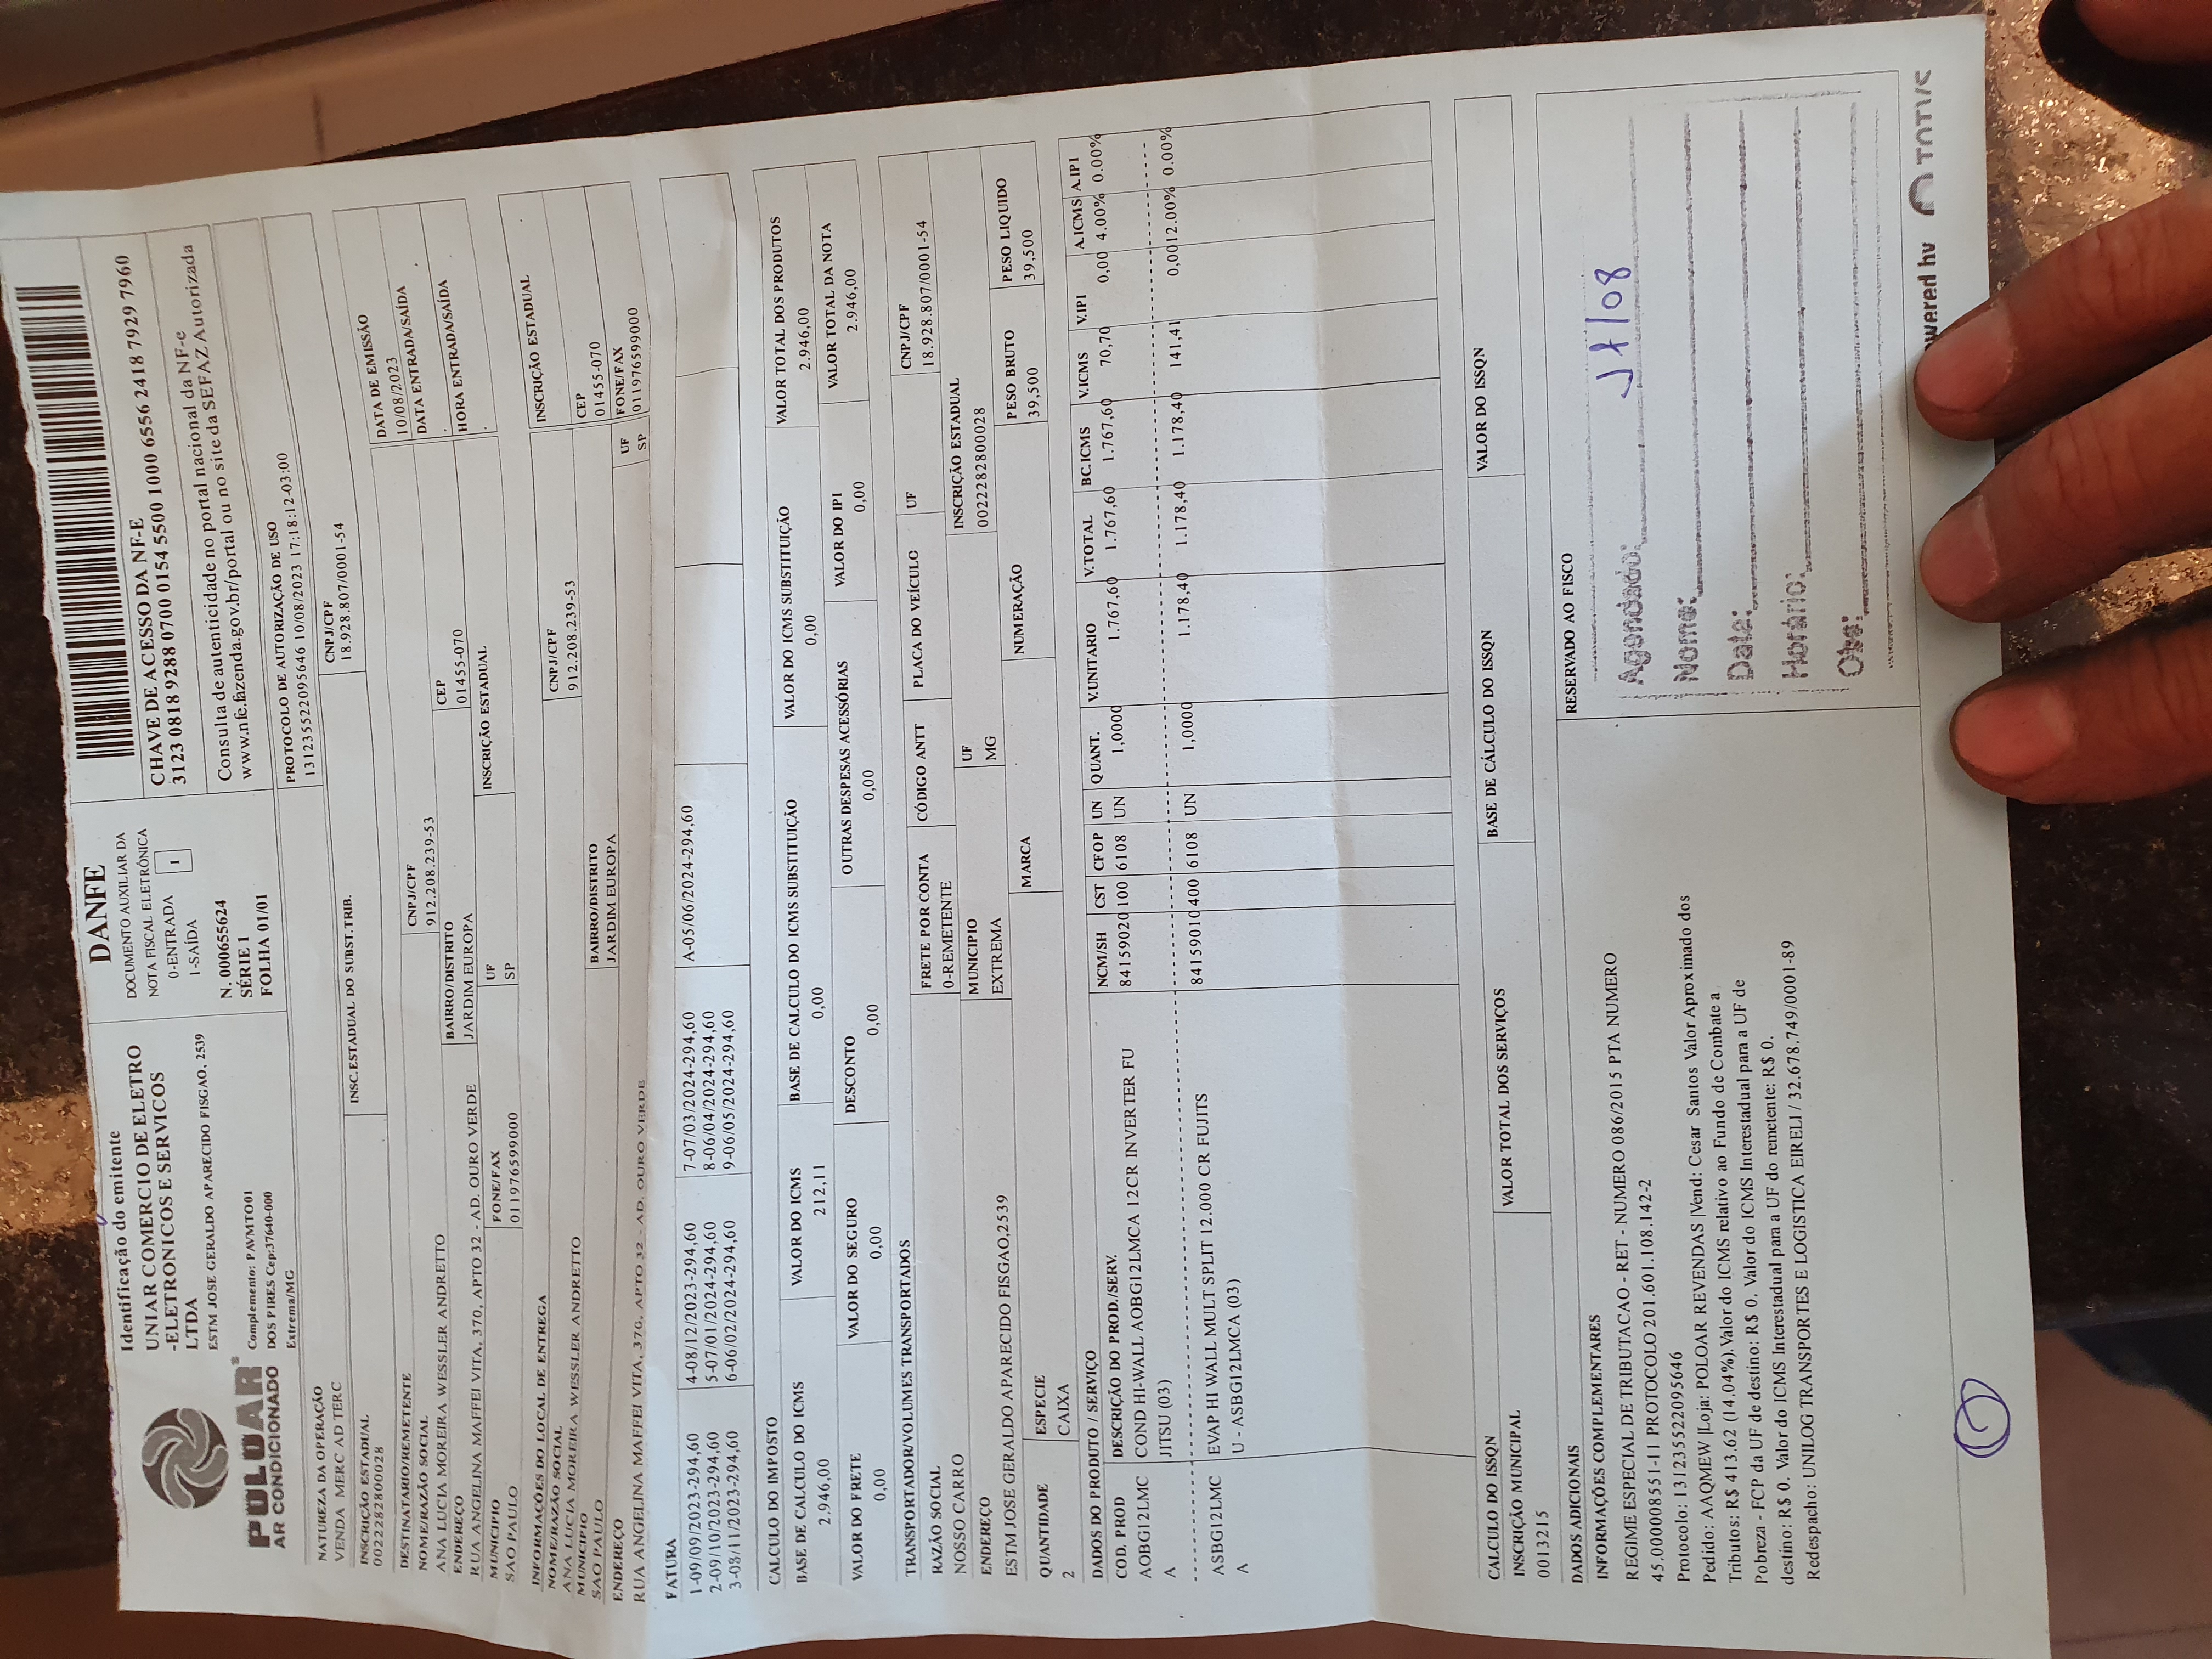 Identificação do emitente
UNIAR COMERCIO DE ELETRO
-ELETRONICOS E SERVICOS
LTDA
ESTM JOSE GERALDO APARECIDO FISGAO, 2539
Complemento: PAVMTO01
DOS PIRES Cep:37640-000
Extrema/MG
POLOAR
AR CONDICIONADO
DANFE
DOCUMENTO AUXILIAR DA
NOTA FISCAL ELETRÔNICA
0-ENTRADA
1-SAÍDA
1
N. 000655624
SÉRIE 1
FOLHA 01/01
CHAVE DE ACESSO DA NF-E
3123 0818 9288 0700 0154 5500 1000 6556 2418 7929 7960
Consulta de autenticidade no portal nacional da NF-e
www.nfe.fazenda.gov.br/portal ou no site da SEFAZ Autorizada
PROTOCOLO DE AUTORIZAÇÃO DE USO
131235522095646 10/08/2023 17:18:12-03:00
NATUREZA DA OPERAÇÃO
VENDA MERC AD TERC
INSCRIÇÃO ESTADUAL
0022282800028
INSC.ESTADUAL DO SUBST.TRIB.
CNPJ/CPF
18.928.807/0001-54
DESTINATARIO/REMETENTE
NOME/RAZÃO SOCIAL
ANA LUCIA MOREIRA WESSLER ANDRETTO
CNPJ/CPF
912.208.239-53
DATA DE EMISSÃO
10/08/2023
ENDEREÇO
RUA ANGELINA MAFFEI VITA, 370, APTO 32 - AD. OURO VERDE
BAIRRO/DISTRITO
JARDIM EUROPA
CEP
01455-070
DATA ENTRADA/SAÍDA
.
MUNICIPIO
SAO PAULO
FONE/FAX
011976599000
UF
SP
INSCRIÇÃO ESTADUAL
HORA ENTRADA/SAÍDA
.
INFORMAÇÕES DO LOCAL DE ENTREGA
NOME/RAZÃO SOCIAL
ANA LUCIA MOREIRA WESSLER ANDRETTO
CNPJ/CPF
912.208.239-53
INSCRIÇÃO ESTADUAL
MUNICIPIO
SAO PAULO
BAIRRO/DISTRITO
JARDIM EUROPA
CEP
01455-070
ENDEREÇO
RUA ANGELINA MAFFEI VITA, 370, APTO 32 - AD. OURO VERDE
UF
SP
FONE/FAX
011976599000
FATURA
1-09/09/2023-294,60 4-08/12/2023-294,60 7-07/03/2024-294,60 A-05/06/2024-294,60
2-09/10/2023-294,60 5-07/01/2024-294,60 8-06/04/2024-294,60
3-08/11/2023-294,60 6-06/02/2024-294,60 9-06/05/2024-294,60
CALCULO DO IMPOSTO
BASE DE CALCULO DO ICMS VALOR DO ICMS BASE DE CALCULO DO ICMS SUBSTITUIÇÃO VALOR DO ICMS SUBSTITUIÇÃO VALOR TOTAL DOS PRODUTOS
2.946,00 212,11 0,00 0,00 2.946,00
VALOR DO FRETE VALOR DO SEGURO DESCONTO OUTRAS DESPESAS ACESSÓRIAS VALOR DO IPI VALOR TOTAL DA NOTA
0,00 0,00 0,00 0,00 0,00 2.946,00
TRANSPORTADOR/VOLUMES TRANSPORTADOS
RAZÃO SOCIAL FRETE POR CONTA CÓDIGO ANTT PLACA DO VEÍCULO UF CNPJ/CPF
NOSSO CARRO 0-REMETENTE 18.928.807/0001-54
ENDEREÇO MUNICIPIO UF INSCRIÇÃO ESTADUAL
ESTM JOSE GERALDO APARECIDO FISGAO,2539 EXTREMA MG 0022282800028
QUANTIDADE ESPECIE MARCA NUMERAÇÃO PESO BRUTO PESO LIQUIDO
2 CAIXA 39,500 39,500
DADOS DO PRODUTO / SERVIÇO
COD. PROD DESCRIÇÃO DO PROD./SERV. NCM/SH CST CFOP UN QUANT. V.UNITARIO V.TOTAL BC.ICMS V.ICMS V.IPI A.ICMS A.IPI
AOBG12LMC COND HI-WALL AOBG12LMCA 12CR INVERTER FU 84159020 100 6108 UN 1,0000 1.767,60 1.767,60 1.767,60 70,70 0,00 4.00% 0.00%
A JITSU (03)
ASBG12LMC EVAP HI WALL MULT SPLIT 12.000 CR FUJITS 84159010 400 6108 UN 1,0000 1.178,40 1.178,40 1.178,40 141,41 0,00 12.00% 0.00%
A U - ASBG12LMCA (03)
CALCULO DO ISSQN
INSCRIÇÃO MUNICIPAL VALOR TOTAL DOS SERVIÇOS BASE DE CÁLCULO DO ISSQN VALOR DO ISSQN
0013215
DADOS ADICIONAIS
INFORMAÇÕES COMPLEMENTARES
REGIME ESPECIAL DE TRIBUTACAO - RET - NUMERO 086/2015 PTA NUMERO
45.000008551-11 PROTOCOLO 201.601.108.142-2
Protocolo: 131235522095646
Pedido: AAQMEW |Loja: POLOAR REVENDAS |Vend: Cesar Santos Valor Aproximado dos
Tributos: R$ 413.62 (14.04%).Valor do ICMS relativo ao Fundo de Combate a
Pobreza - FCP da UF de destino: R$ 0. Valor do ICMS Interestadual para a UF de
destino: R$ 0. Valor do ICMS Interestadual para a UF do remetente: R$ 0.
Redespacho: UNILOG TRANSPORTES E LOGISTICA EIRELI / 32.678.749/0001-89
RESERVADO AO FISCO
Agendado: 17/08
Nome:
Data:
Horário:
Obs:
wered by TOTVS